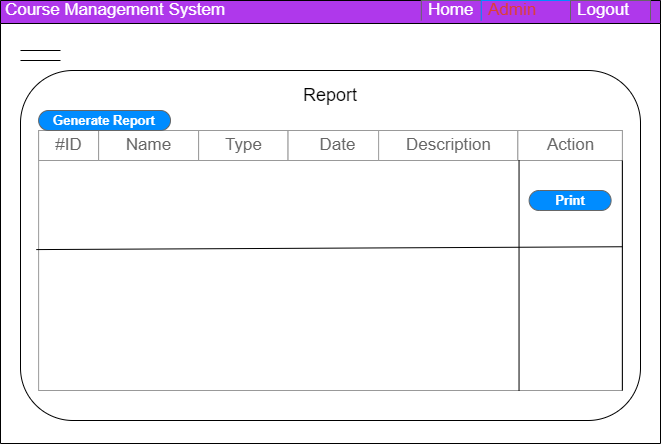 Course Management System Home Admin Logout
Report
Generate Report
#ID Name Type Date Description Action
Print